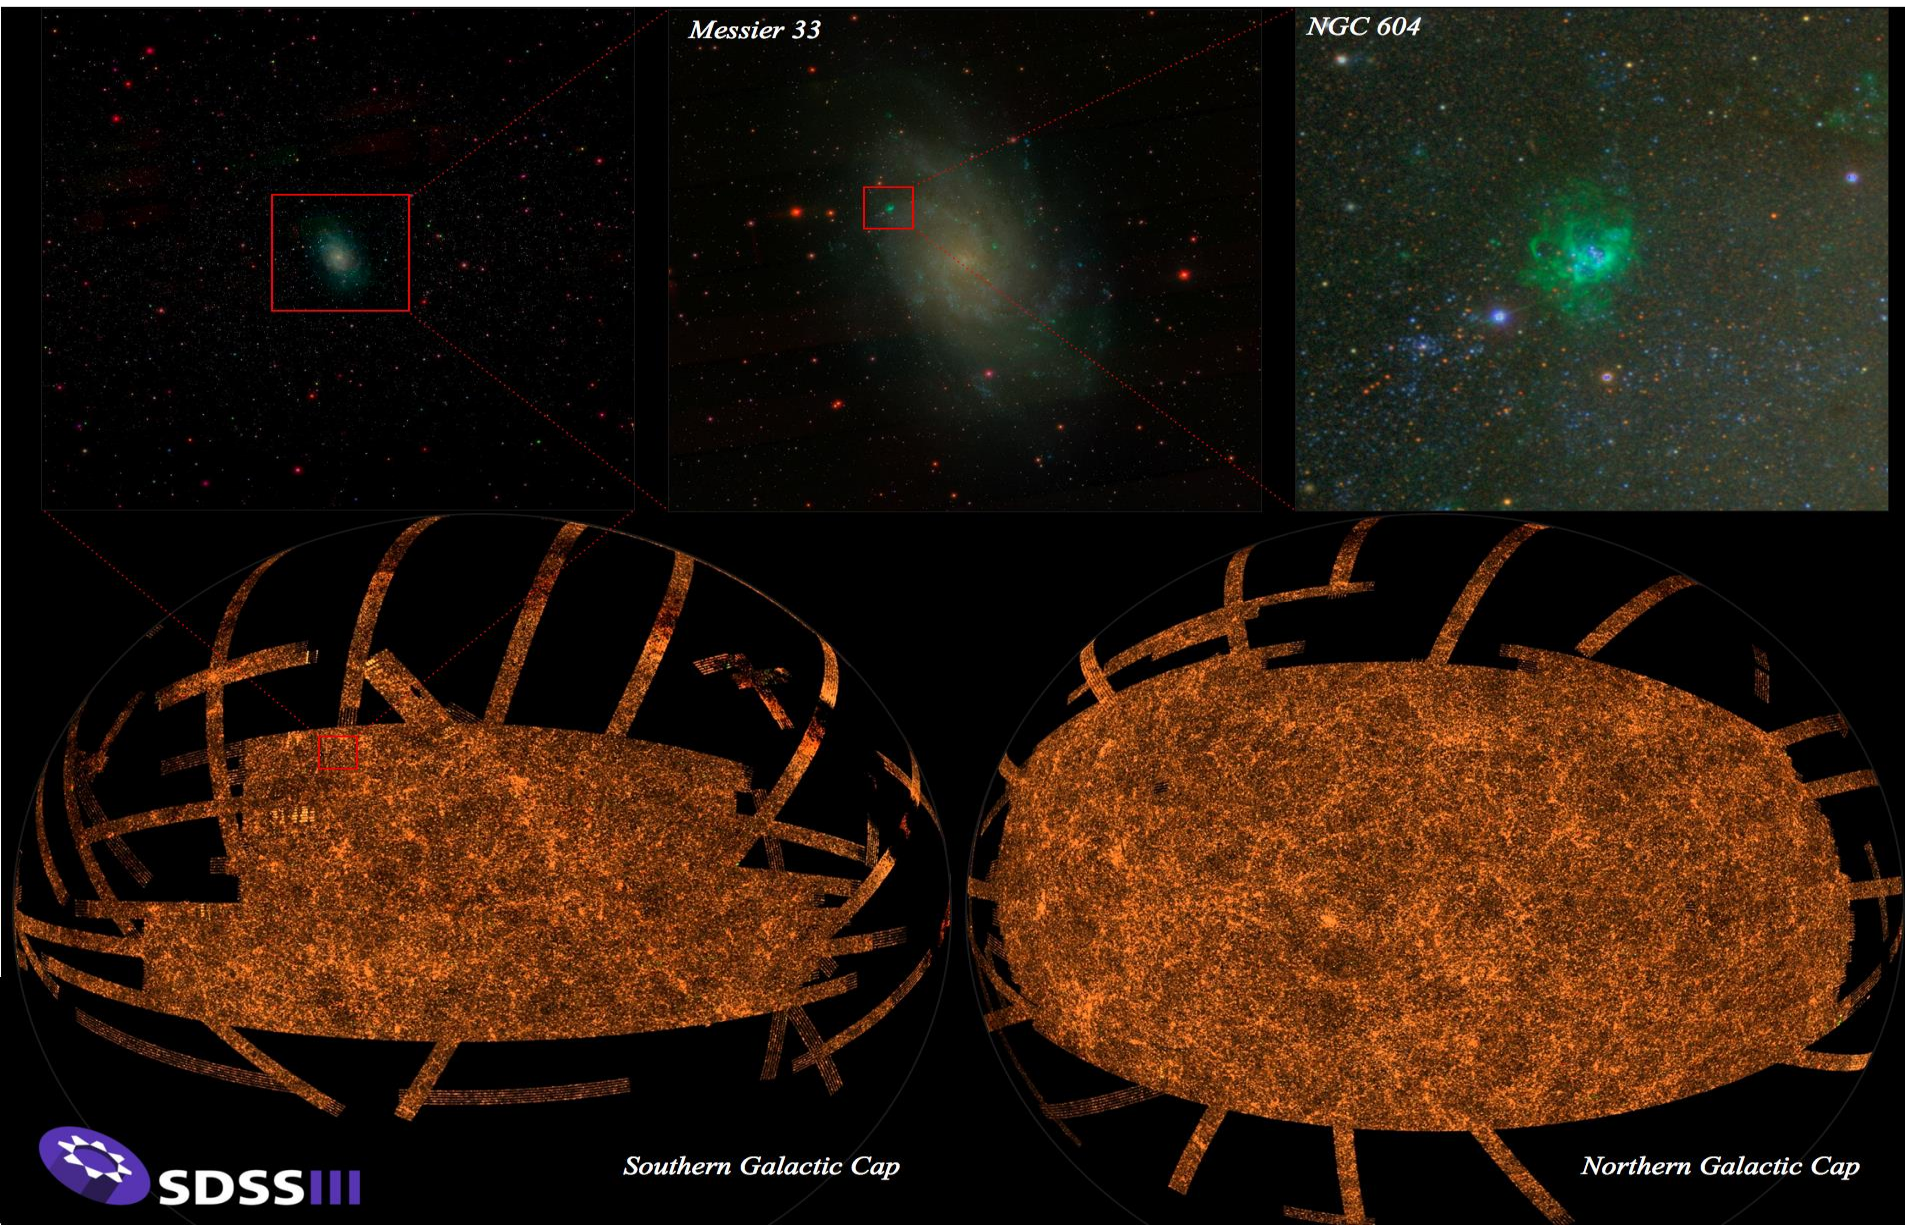 Messier 33
NGC 604
Southern Galactic Cap
Northern Galactic Cap
SDSSIII